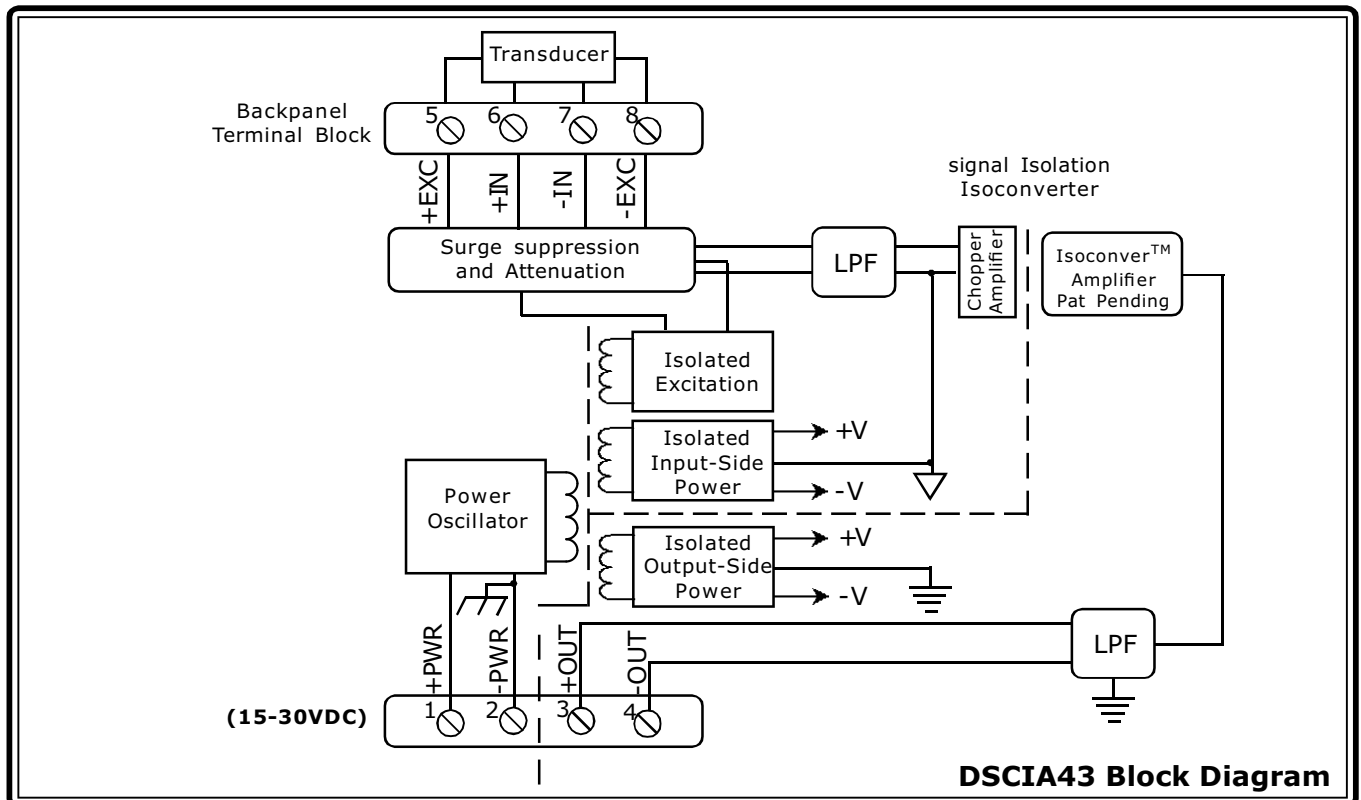 Transducer
Backpanel
Terminal Block
5
6
7
8
+EXC
+IN
-IN
-EXC
signal Isolation
Isoconverter
Surge suppression
and Attenuation
LPF
Chopper
Amplifier
Isoconver™
Amplifier
Pat Pending
Isolated
Excitation
Isolated
Input-Side
Power
+V
-V
Power
Oscillator
Isolated
Output-Side
Power
+V
-V
+PWR
-PWR
+OUT
-OUT
LPF
(15-30VDC)
1
2
3
4
DSCIA43 Block Diagram